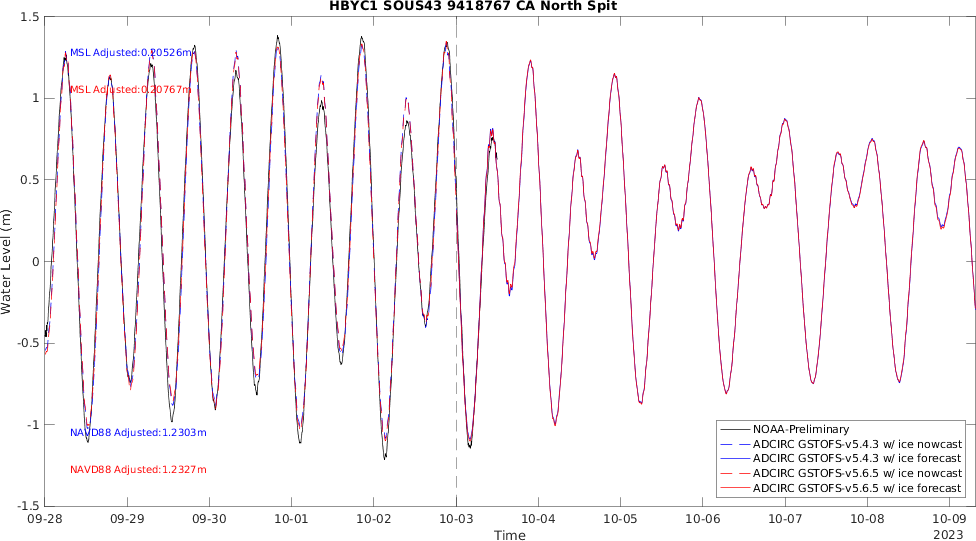 HBYC1 SOUS43 9418767 CA North Spit
1.5
1
0.5
0
-0.5
-1
-1.5
Water Level (m)
MSL Adjusted:0.20526m
MSL Adjusted:0.20767m
NAVD88 Adjusted:1.2303m
NAVD88 Adjusted:1.2327m
NOAA-Preliminary
ADCIRC GSTOFS-v5.4.3 w/ ice nowcast
ADCIRC GSTOFS-v5.4.3 w/ ice forecast
ADCIRC GSTOFS-v5.6.5 w/ ice nowcast
ADCIRC GSTOFS-v5.6.5 w/ ice forecast
09-28 09-29 09-30 10-01 10-02 10-03 10-04 10-05 10-06 10-07 10-08 10-09
2023
Time